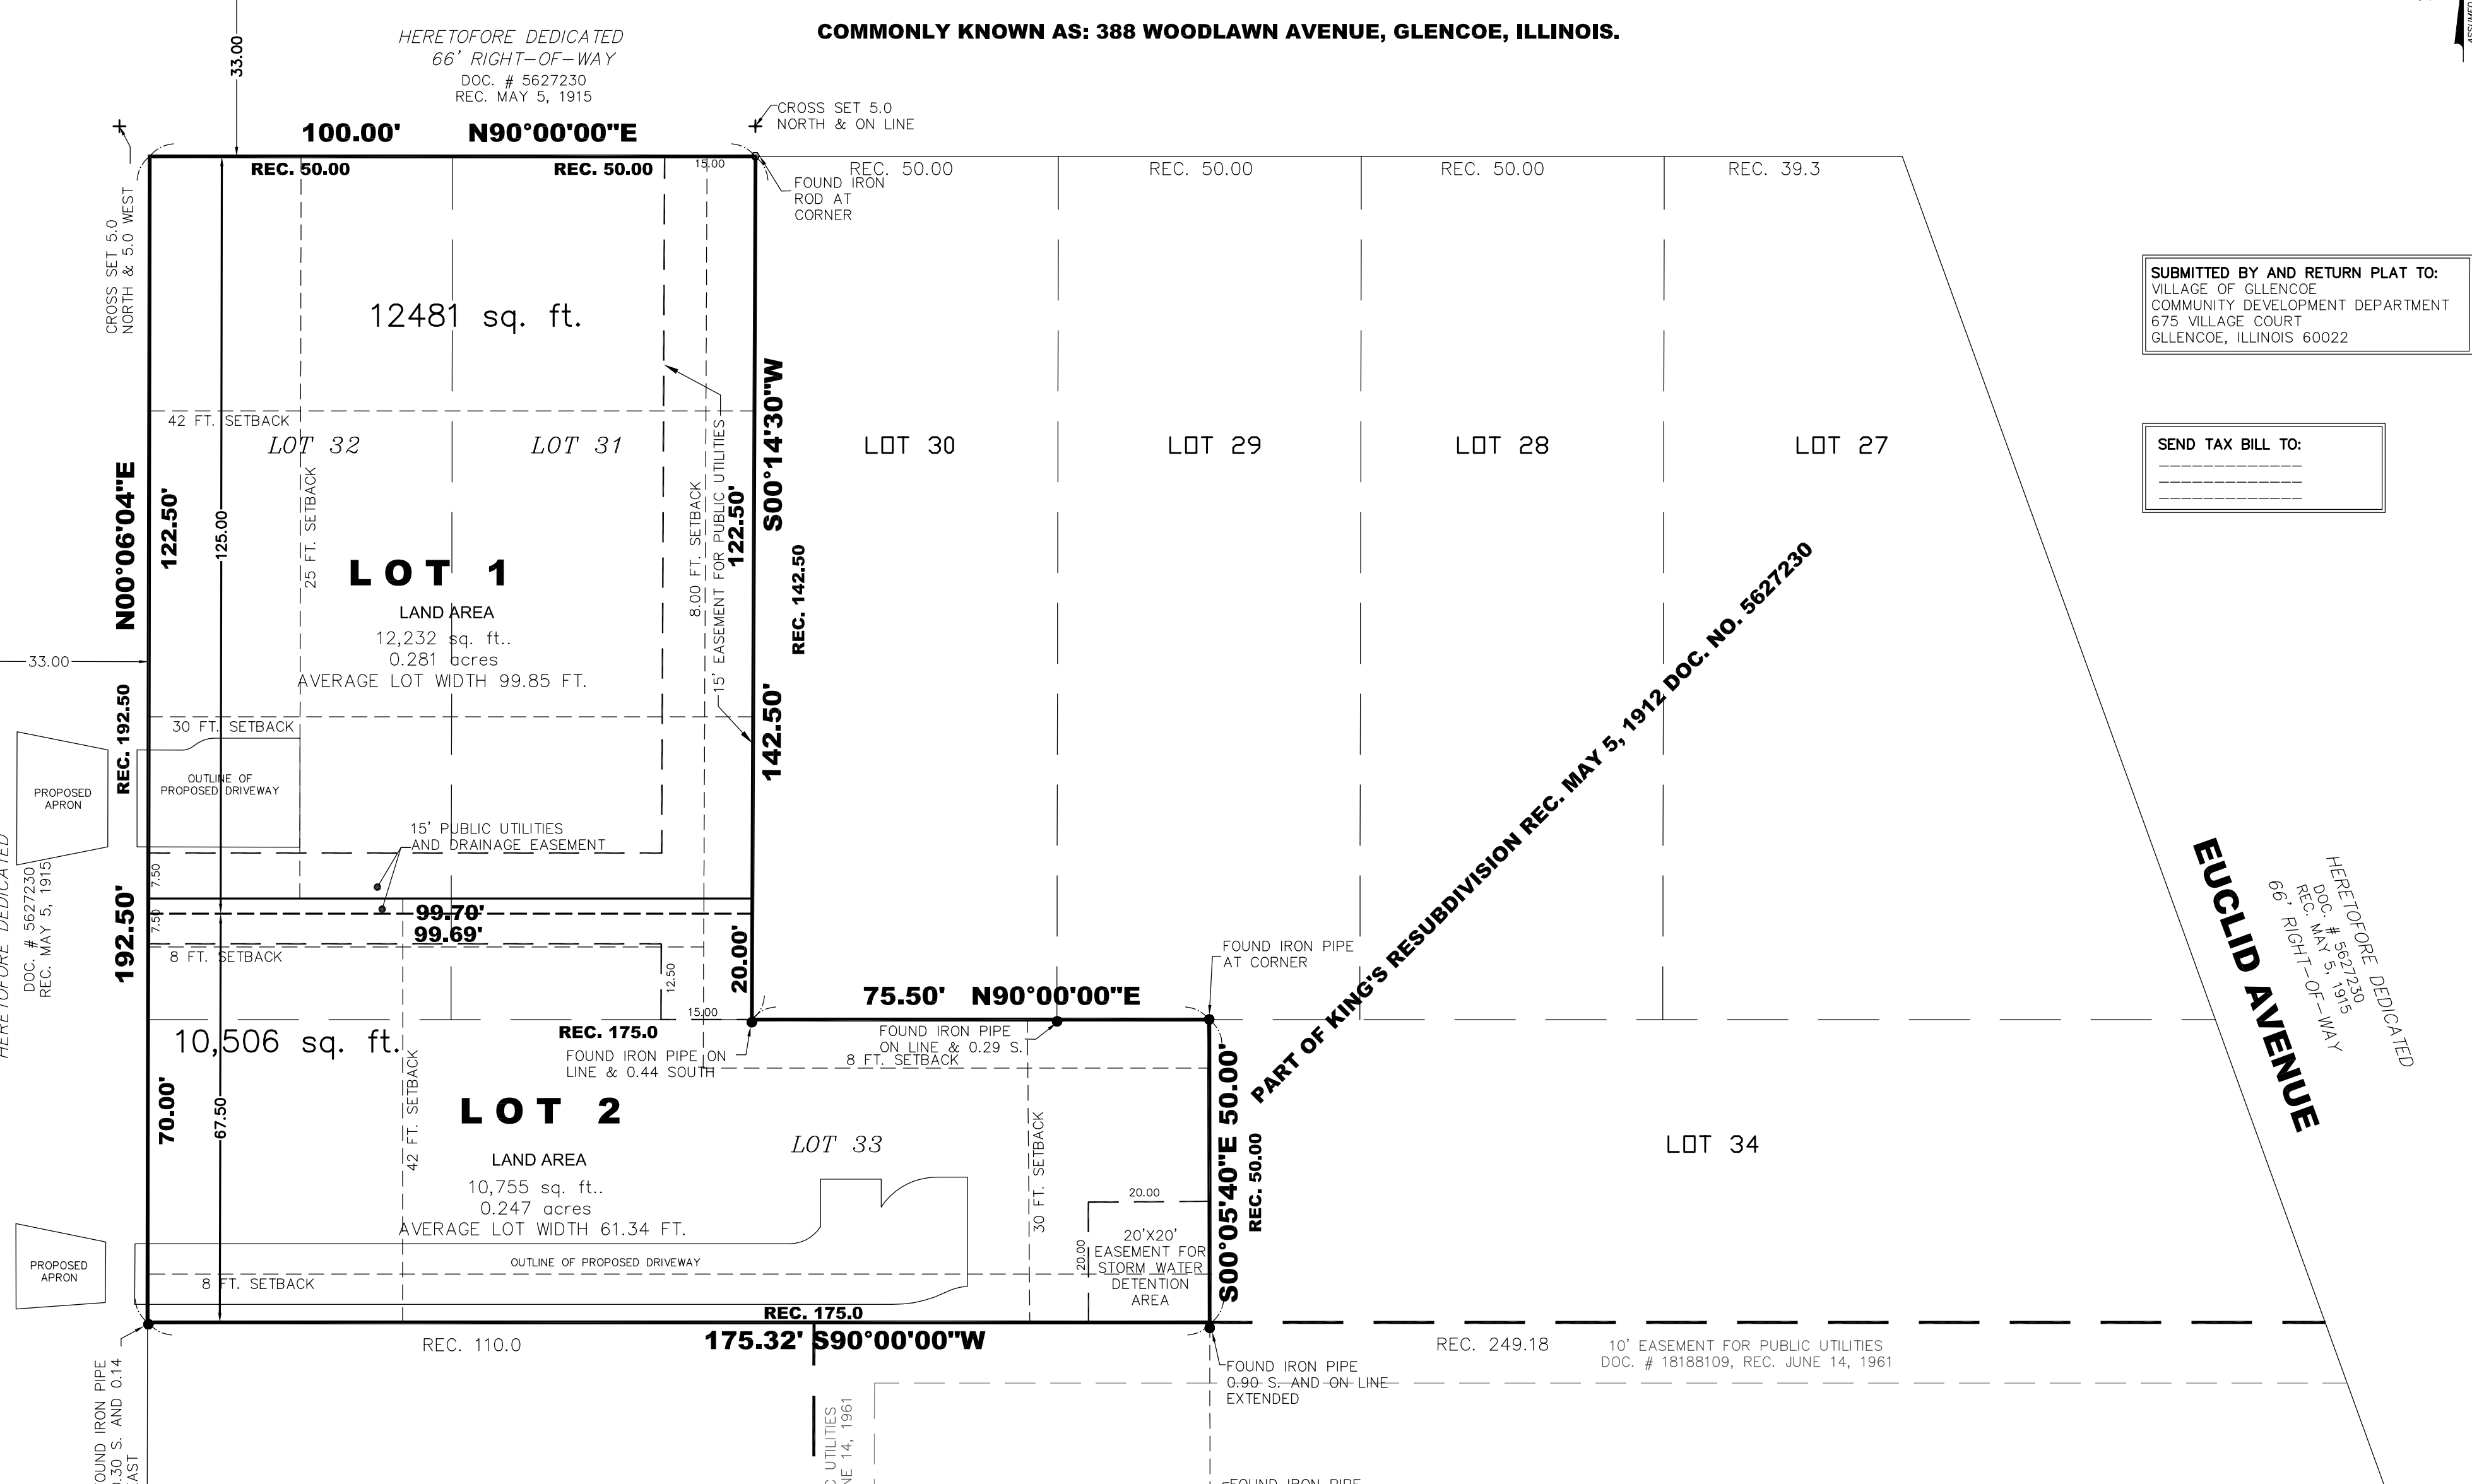 COMMONLY KNOWN AS: 388 WOODLAWN AVENUE, GLENCOE, ILLINOIS.
ASSUMED
33.00
HERETOFORE DEDICATED
66' RIGHT-OF-WAY
DOC. # 5627230
REC. MAY 5, 1915
CROSS SET 5.0
NORTH & ON LINE
100.00' N90°00'00"E
REC. 50.00
REC. 50.00
15.00
REC. 50.00
REC. 50.00
REC. 50.00
REC. 39.3
FOUND IRON
ROD AT
CORNER
CROSS SET 5.0
NORTH & 5.0 WEST
SUBMITTED BY AND RETURN PLAT TO:
VILLAGE OF GLLENCOE
COMMUNITY DEVELOPMENT DEPARTMENT
675 VILLAGE COURT
GLLENCOE, ILLINOIS 60022
12481 sq. ft.
42 FT. SETBACK
LOT 32
LOT 31
LOT 30
LOT 29
LOT 28
LOT 27
SEND TAX BILL TO:
N00°06'04"E
122.50'
125.00
25 FT. SETBACK
8.00 FT. SETBACK
15' EASEMENT FOR PUBLIC UTILITIES
122.50'
S00°14'30"W
REC. 142.50
142.50'
LOT 1
LAND AREA
12,232 sq. ft..
0.281 acres
AVERAGE LOT WIDTH 99.85 FT.
33.00
REC. 192.50
30 FT. SETBACK
OUTLINE OF
PROPOSED DRIVEWAY
PROPOSED
APRON
15' PUBLIC UTILITIES
AND DRAINAGE EASEMENT
PART OF KING'S RESUBDIVISION REC. MAY 5, 1912 DOC. NO. 5627230
HERETOFORE DEDICATED
DOC. # 5627230
REC. MAY 5, 1915
192.50'
7.50
7.50
99.70'
99.69'
8 FT. SETBACK
12.50
20.00'
15.00
75.50' N90°00'00"E
FOUND IRON PIPE
AT CORNER
EUCLID AVENUE
HERETOFORE DEDICATED
DOC. # 5627230
REC. MAY 5, 1915
66' RIGHT-OF-WAY
10,506 sq. ft.
REC. 175.0
FOUND IRON PIPE ON
LINE & 0.44 SOUTH
FOUND IRON PIPE
ON LINE & 0.29 S.
8 FT. SETBACK
70.00'
67.50
42 FT. SETBACK
LOT 2
LAND AREA
10,755 sq. ft..
0.247 acres
AVERAGE LOT WIDTH 61.34 FT.
LOT 33
30 FT. SETBACK
S00°05'40"E 50.00'
REC. 50.00
LOT 34
20.00
20.00
20'X20'
EASEMENT FOR
STORM WATER
DETENTION
AREA
PROPOSED
APRON
OUTLINE OF PROPOSED DRIVEWAY
8 FT. SETBACK
REC. 175.0
REC. 110.0
175.32' S90°00'00"W
REC. 249.18
10' EASEMENT FOR PUBLIC UTILITIES
DOC. # 18188109, REC. JUNE 14, 1961
FOUND IRON PIPE
0.90 S. AND ON LINE
EXTENDED
FOUND IRON PIPE
0.30 S. AND 0.14
EAST
UTILITIES
14, 1961
FOUND IRON PIPE